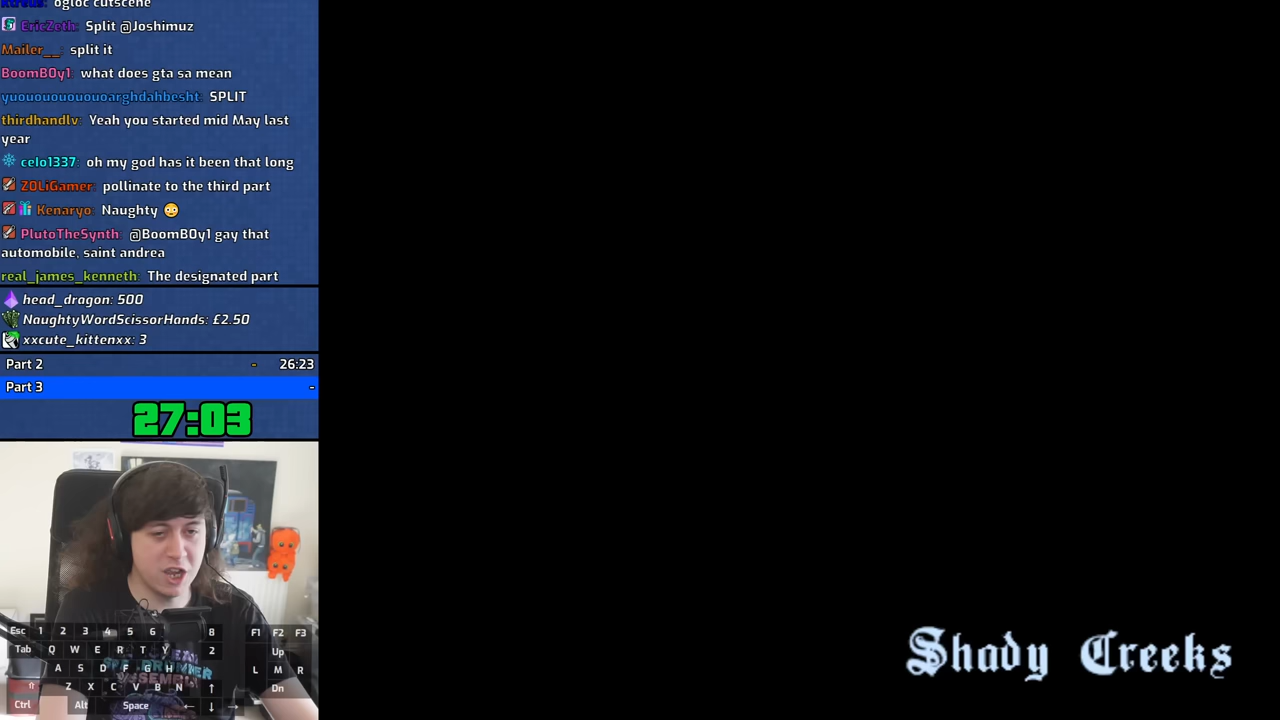 ogloc cutscene
EricZeth: Split @Joshimuz
Mailer__: split it
BoomB0y1: what does gta sa mean
yuouououououoarghdahbesht: SPLIT
thirdhandlv: Yeah you started mid May last
year
celo1337: oh my god has it been that long
ZOLiGamer: pollinate to the third part
Kenaryo: Naughty 😳
PlutoTheSynth: @BoomB0y1 gay that
automobile, saint andrea
real_james_kenneth: The designated part
head_dragon: 500
NaughtyWordScissorHands: £2.50
xxcute_kittenxx: 3
Part 2 - 26:23
Part 3 -
27:03
Esc 1 2 3 4 5 6 B F1 F2 F3
Tab Q W E R T Y 2 Up
A S D F G H L M R
⇧ Z X C V B N ↑ Dn
Ctrl Alt Space ← ↓ →
Shady Creeks